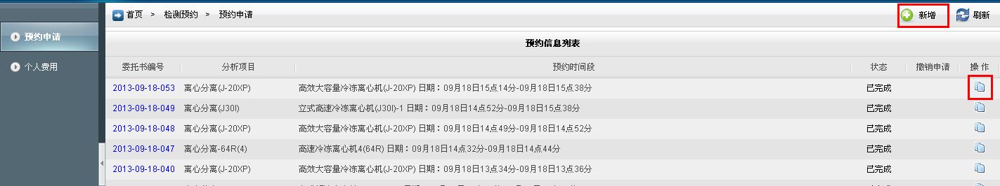 首页 > 检测预约 > 预约申请 新增 刷新
预约申请
个人费用
预约信息列表
委托书编号 分析项目 预约时间段 状态 撤销申请 操 作
2013-09-18-053 离心分离(J-20XP) 高效大容量冷冻离心机(J-20XP) 日期：09月18日15点14分-09月18日15点38分 已完成
2013-09-18-049 离心分离(J30I) 立式高速冷冻离心机(J30I)-1 日期：09月18日14点52分-09月18日15点38分 已完成
2013-09-18-048 离心分离(J-20XP) 高效大容量冷冻离心机(J-20XP) 日期：09月18日14点49分-09月18日14点52分 已完成
2013-09-18-047 离心分离-64R(4) 高速冷冻离心机4(64R) 日期：09月18日14点32分-09月18日14点44分 已完成
2013-09-18-040 离心分离(J-20XP) 高效大容量冷冻离心机(J-20XP) 日期：09月18日13点34分-09月18日13点36分 已完成